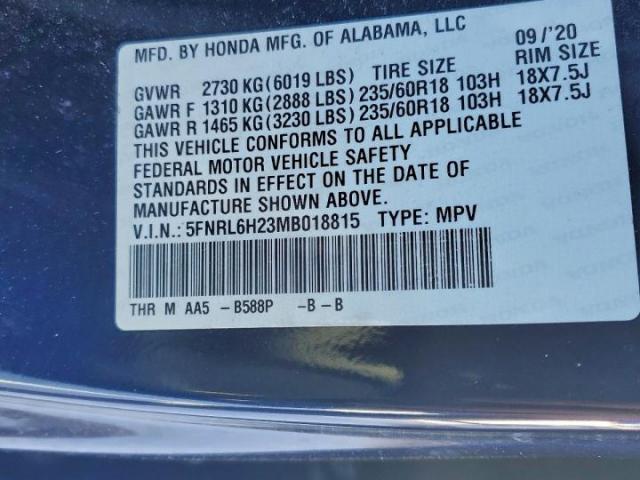 MFD. BY HONDA MFG. OF ALABAMA, LLC 09/'20
GVWR 2730 KG(6019 LBS) TIRE SIZE RIM SIZE
GAWR F 1310 KG(2888 LBS) 235/60R18 103H 18X7.5J
GAWR R 1465 KG(3230 LBS) 235/60R18 103H 18X7.5J
THIS VEHICLE CONFORMS TO ALL APPLICABLE
FEDERAL MOTOR VEHICLE SAFETY
STANDARDS IN EFFECT ON THE DATE OF
MANUFACTURE SHOWN ABOVE.
V.I.N.: 5FNRL6H23MB018815 TYPE: MPV
THR M AA5 -B588P -B-B